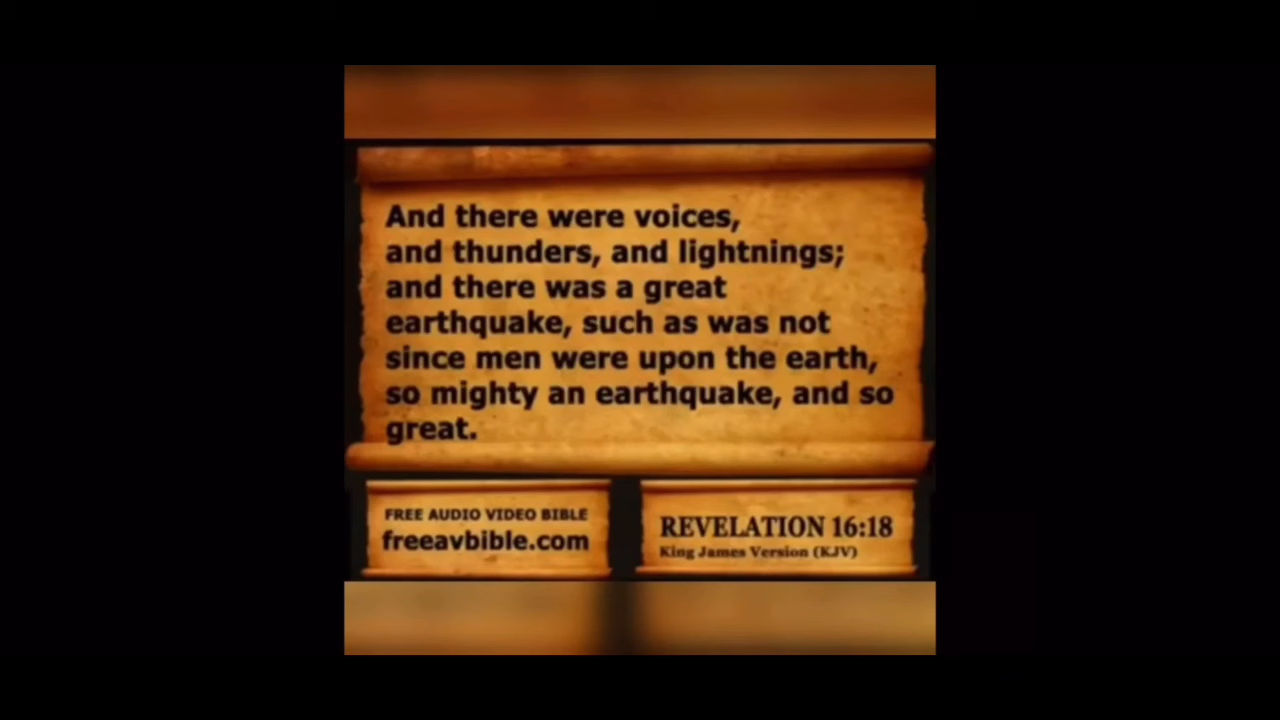 And there were voices,
and thunders, and lightnings;
and there was a great
earthquake, such as was not
since men were upon the earth,
so mighty an earthquake, and so
great.
FREE AUDIO VIDEO BIBLE
freeavbible.com
REVELATION 16:18
King James Version (KJV)